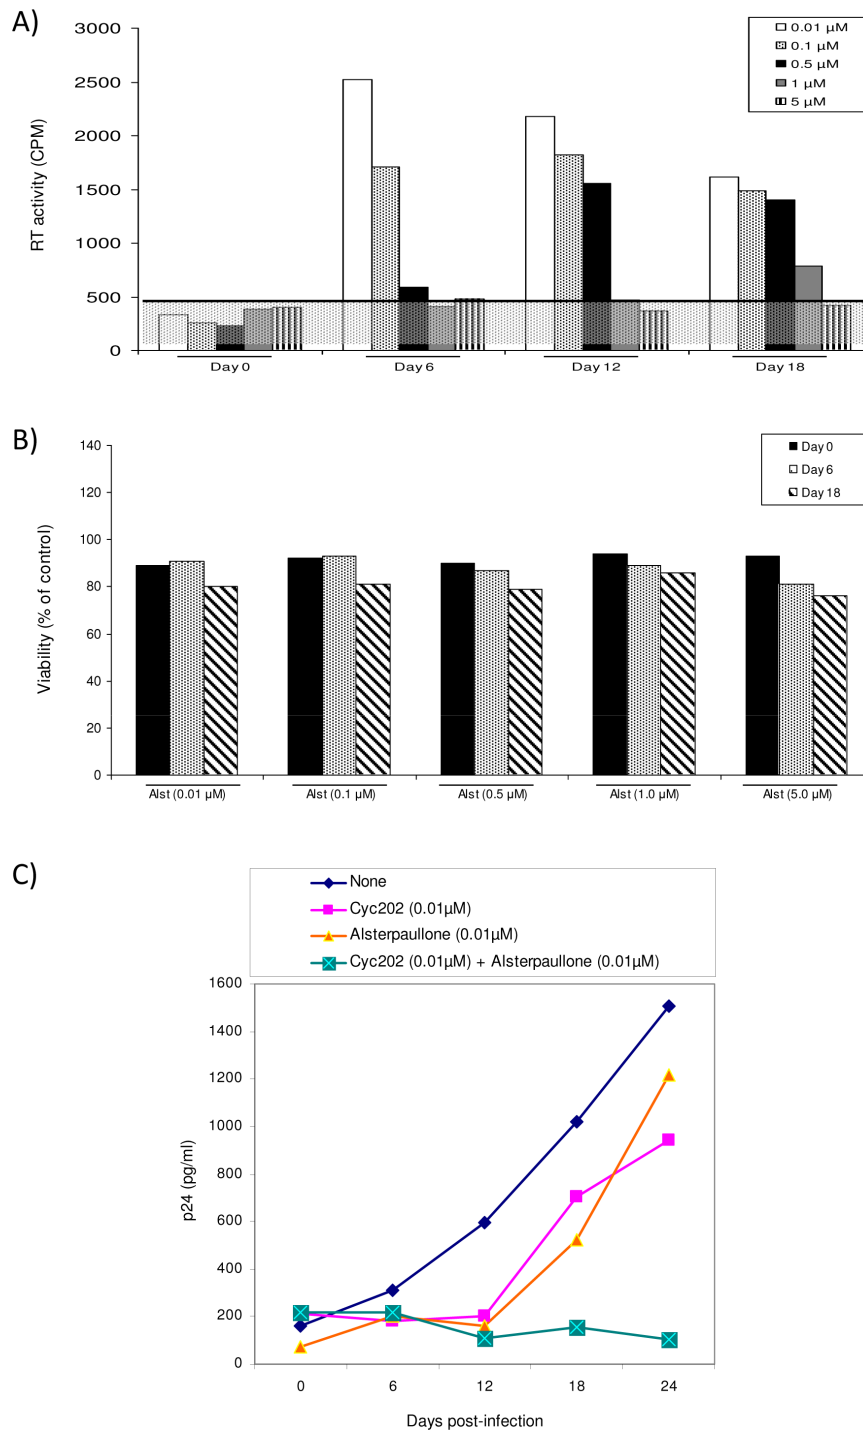 A)
RT activity (CPM)
3000
2500
2000
1500
1000
500
0
0.01 µM
0.1 µM
0.5 µM
1 µM
5 µM
Day 0 Day 6 Day 12 Day 18
B)
Viability (% of control)
140
120
100
80
60
40
20
0
Day 0
Day 6
Day 18
Alst (0.01 µM) Alst (0.1 µM) Alst (0.5 µM) Alst (1.0 µM) Alst (5.0 µM)
C)
None
Cyc202 (0.01µM)
Alsterpaullone (0.01µM)
Cyc202 (0.01µM) + Alsterpaullone (0.01µM)
p24 (pg/ml)
1600
1400
1200
1000
800
600
400
200
0
0 6 12 18 24
Days post-infection